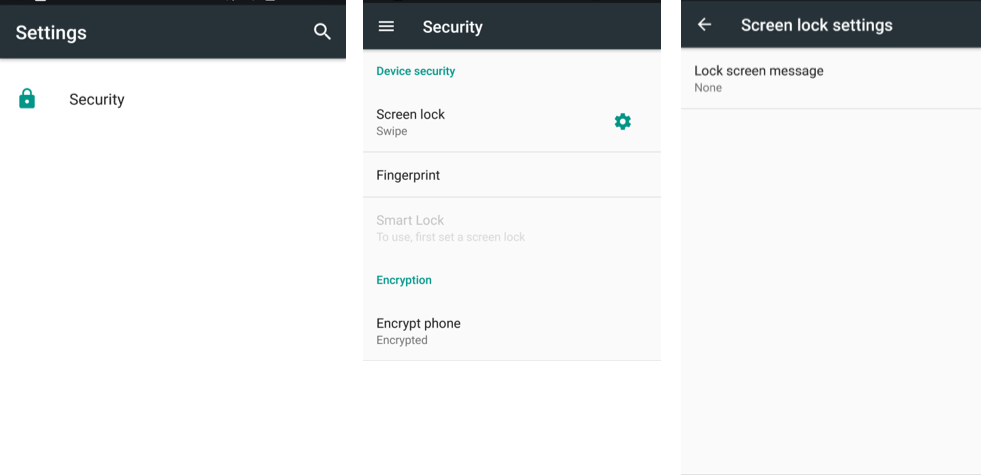 Settings
Security
Security
Device security
Screen lock
Swipe
Fingerprint
Smart Lock
To use, first set a screen lock
Encryption
Encrypt phone
Encrypted
Screen lock settings
Lock screen message
None